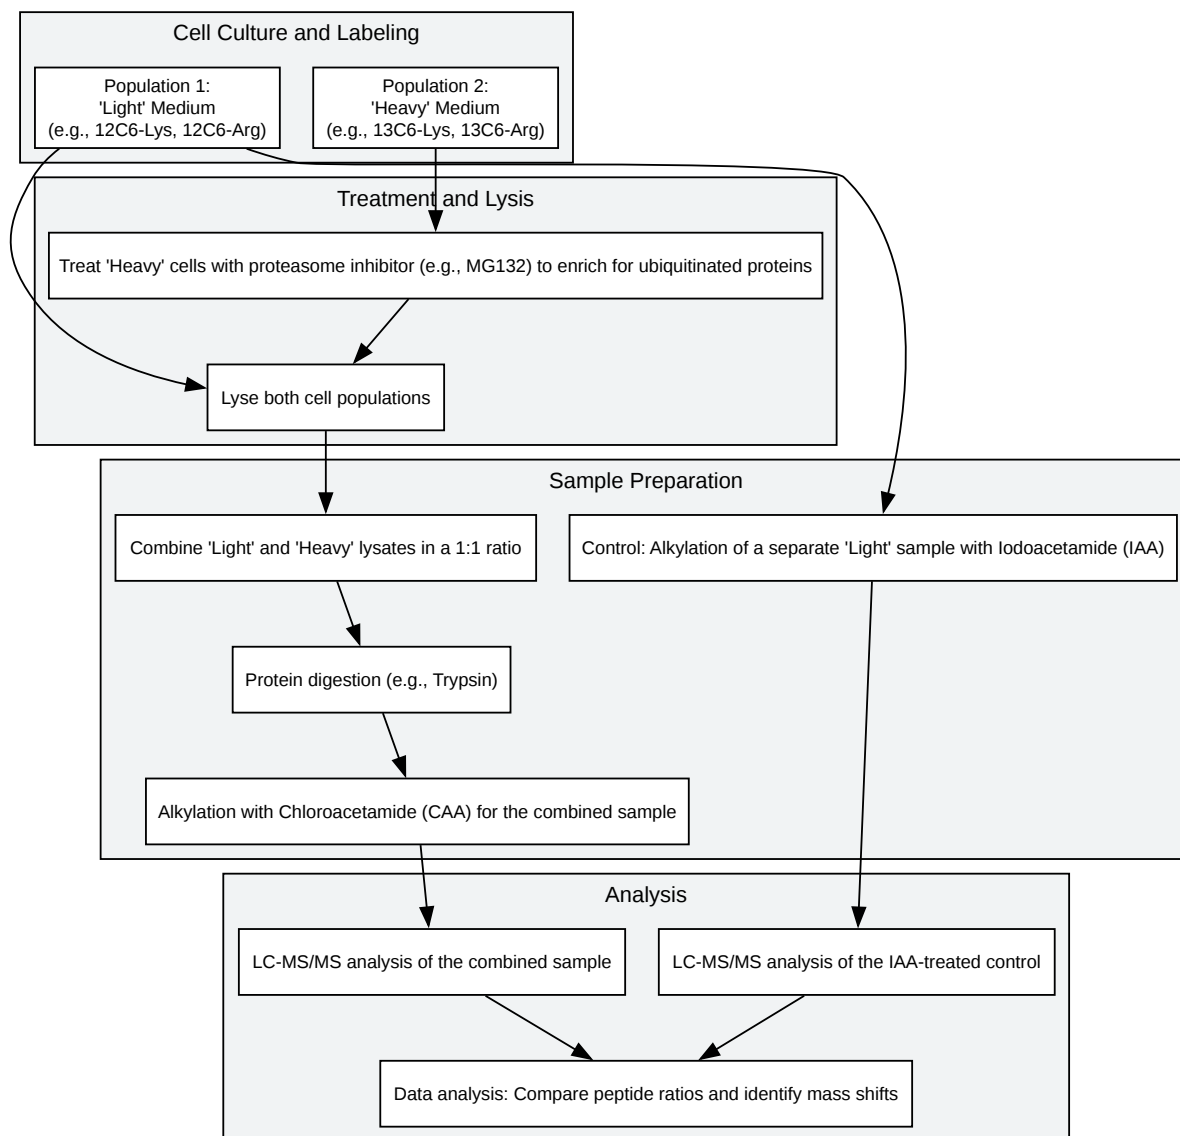 Cell Culture and Labeling
Population 1:
'Light' Medium
(e.g., 12C6-Lys, 12C6-Arg)
Population 2:
'Heavy' Medium
(e.g., 13C6-Lys, 13C6-Arg)
Treatment and Lysis
Treat 'Heavy' cells with proteasome inhibitor (e.g., MG132) to enrich for ubiquitinated proteins
Lyse both cell populations
Sample Preparation
Combine 'Light' and 'Heavy' lysates in a 1:1 ratio
Control: Alkylation of a separate 'Light' sample with Iodoacetamide (IAA)
Protein digestion (e.g., Trypsin)
Alkylation with Chloroacetamide (CAA) for the combined sample
Analysis
LC-MS/MS analysis of the combined sample
LC-MS/MS analysis of the IAA-treated control
Data analysis: Compare peptide ratios and identify mass shifts